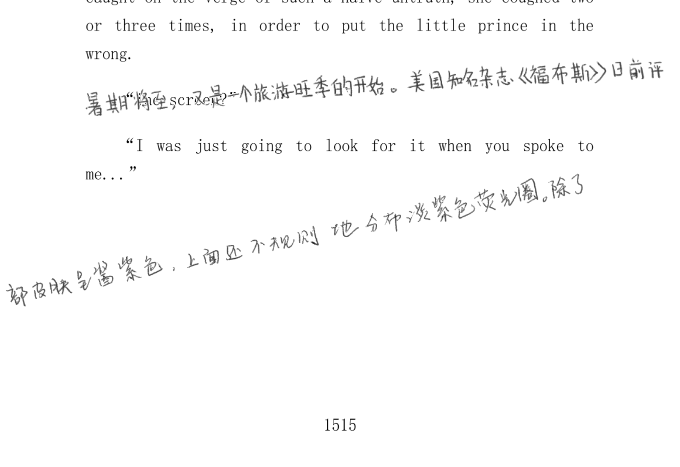 caught on the verge of such a naive untruth, she coughed two
or three times, in order to put the little prince in the
wrong.
暑期将至，又是一个旅游旺季的开始。美国知名杂志《福布斯》日前评
“The screen?”
“I was just going to look for it when you spoke to
me...”
部皮肤呈酱紫色，上面还不规则地分布淡紫色荧光圈。除了
1515